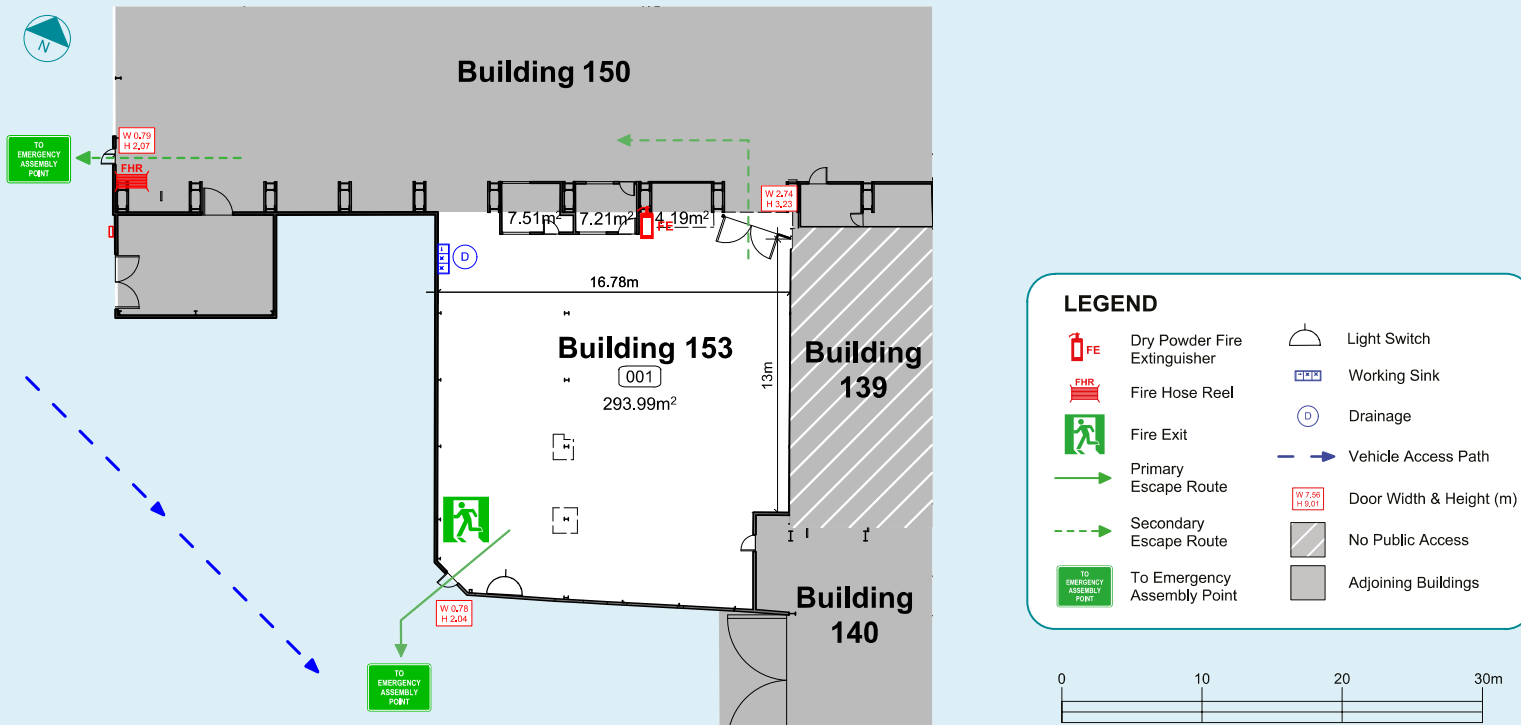 N
Building 150
W 0.79
H 2.07
TO
EMERGENCY
ASSEMBLY
POINT
FHR
W 2.74
H 3.23
7.51m²
7.21m²
4.19m²
FE
D
16.78m
Building 153
001
293.99m²
13m
Building
139
W 0.78
H 2.04
Building
140
TO
EMERGENCY
ASSEMBLY
POINT
LEGEND
FE
Dry Powder Fire
Extinguisher
FHR
Fire Hose Reel
Fire Exit
Primary
Escape Route
Secondary
Escape Route
TO
EMERGENCY
ASSEMBLY
POINT
To Emergency
Assembly Point
Light Switch
Working Sink
D
Drainage
Vehicle Access Path
W 7.56
H 9.01
Door Width & Height (m)
No Public Access
Adjoining Buildings
0 10 20 30m